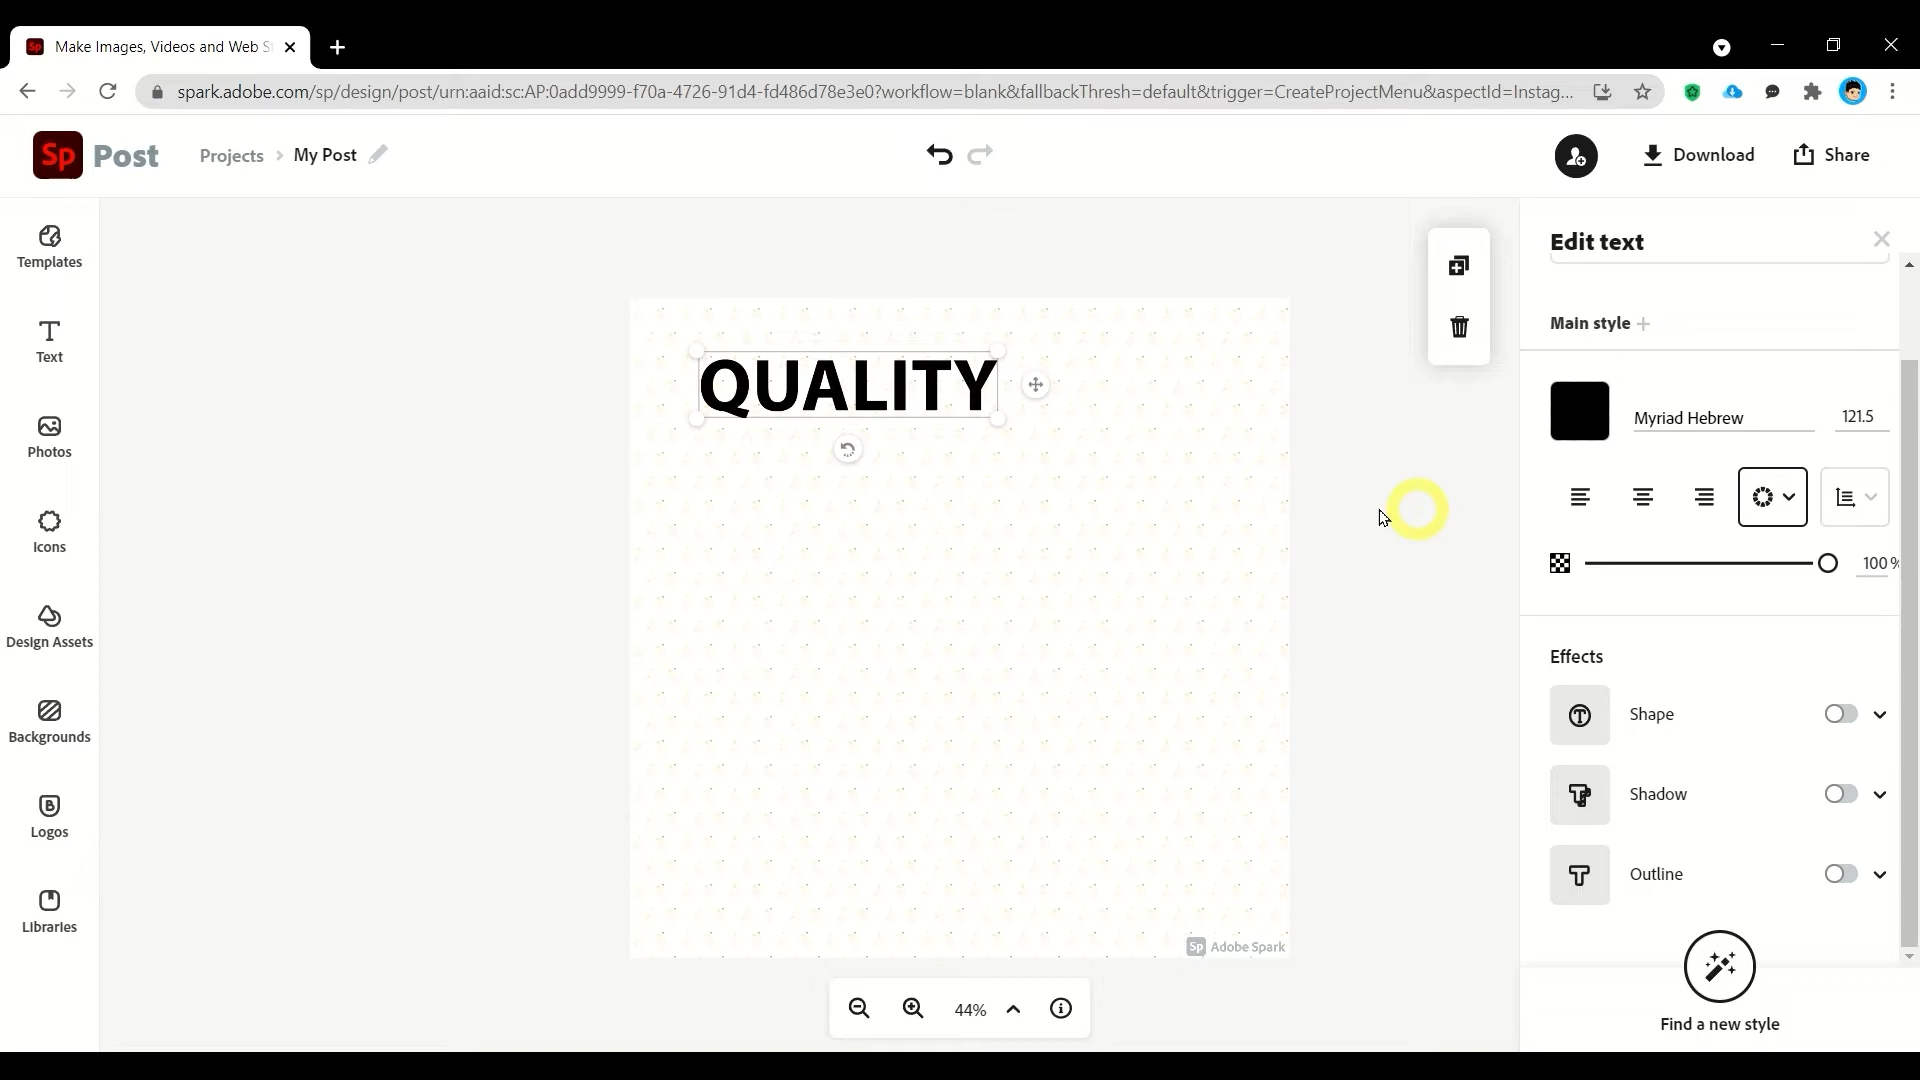 Sp Make Images, Videos and Web St
spark.adobe.com/sp/design/post/urn:aaid:sc:AP:0add9999-f70a-4726-91d4-fd486d78e3e0?workflow=blank&fallbackThresh=default&trigger=CreateProjectMenu&aspectId=Instag...
Sp Post Projects > My Post Download Share
Templates
Text
Photos
Icons
Design Assets
Backgrounds
Logos
Libraries
QUALITY
Sp Adobe Spark
44%
Edit text
Main style +
Myriad Hebrew 121.5
100%
Effects
Shape
Shadow
Outline
Find a new style